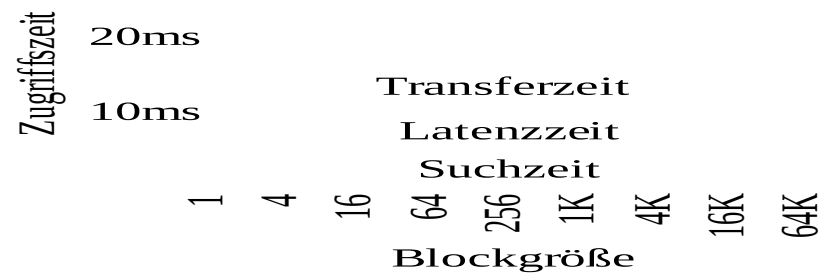 Zugriffszeit
20ms
Transferzeit
10ms
Latenzzeit
Suchzeit
1 4 16 64 256 1K 4K 16K 64K
Blockgröße